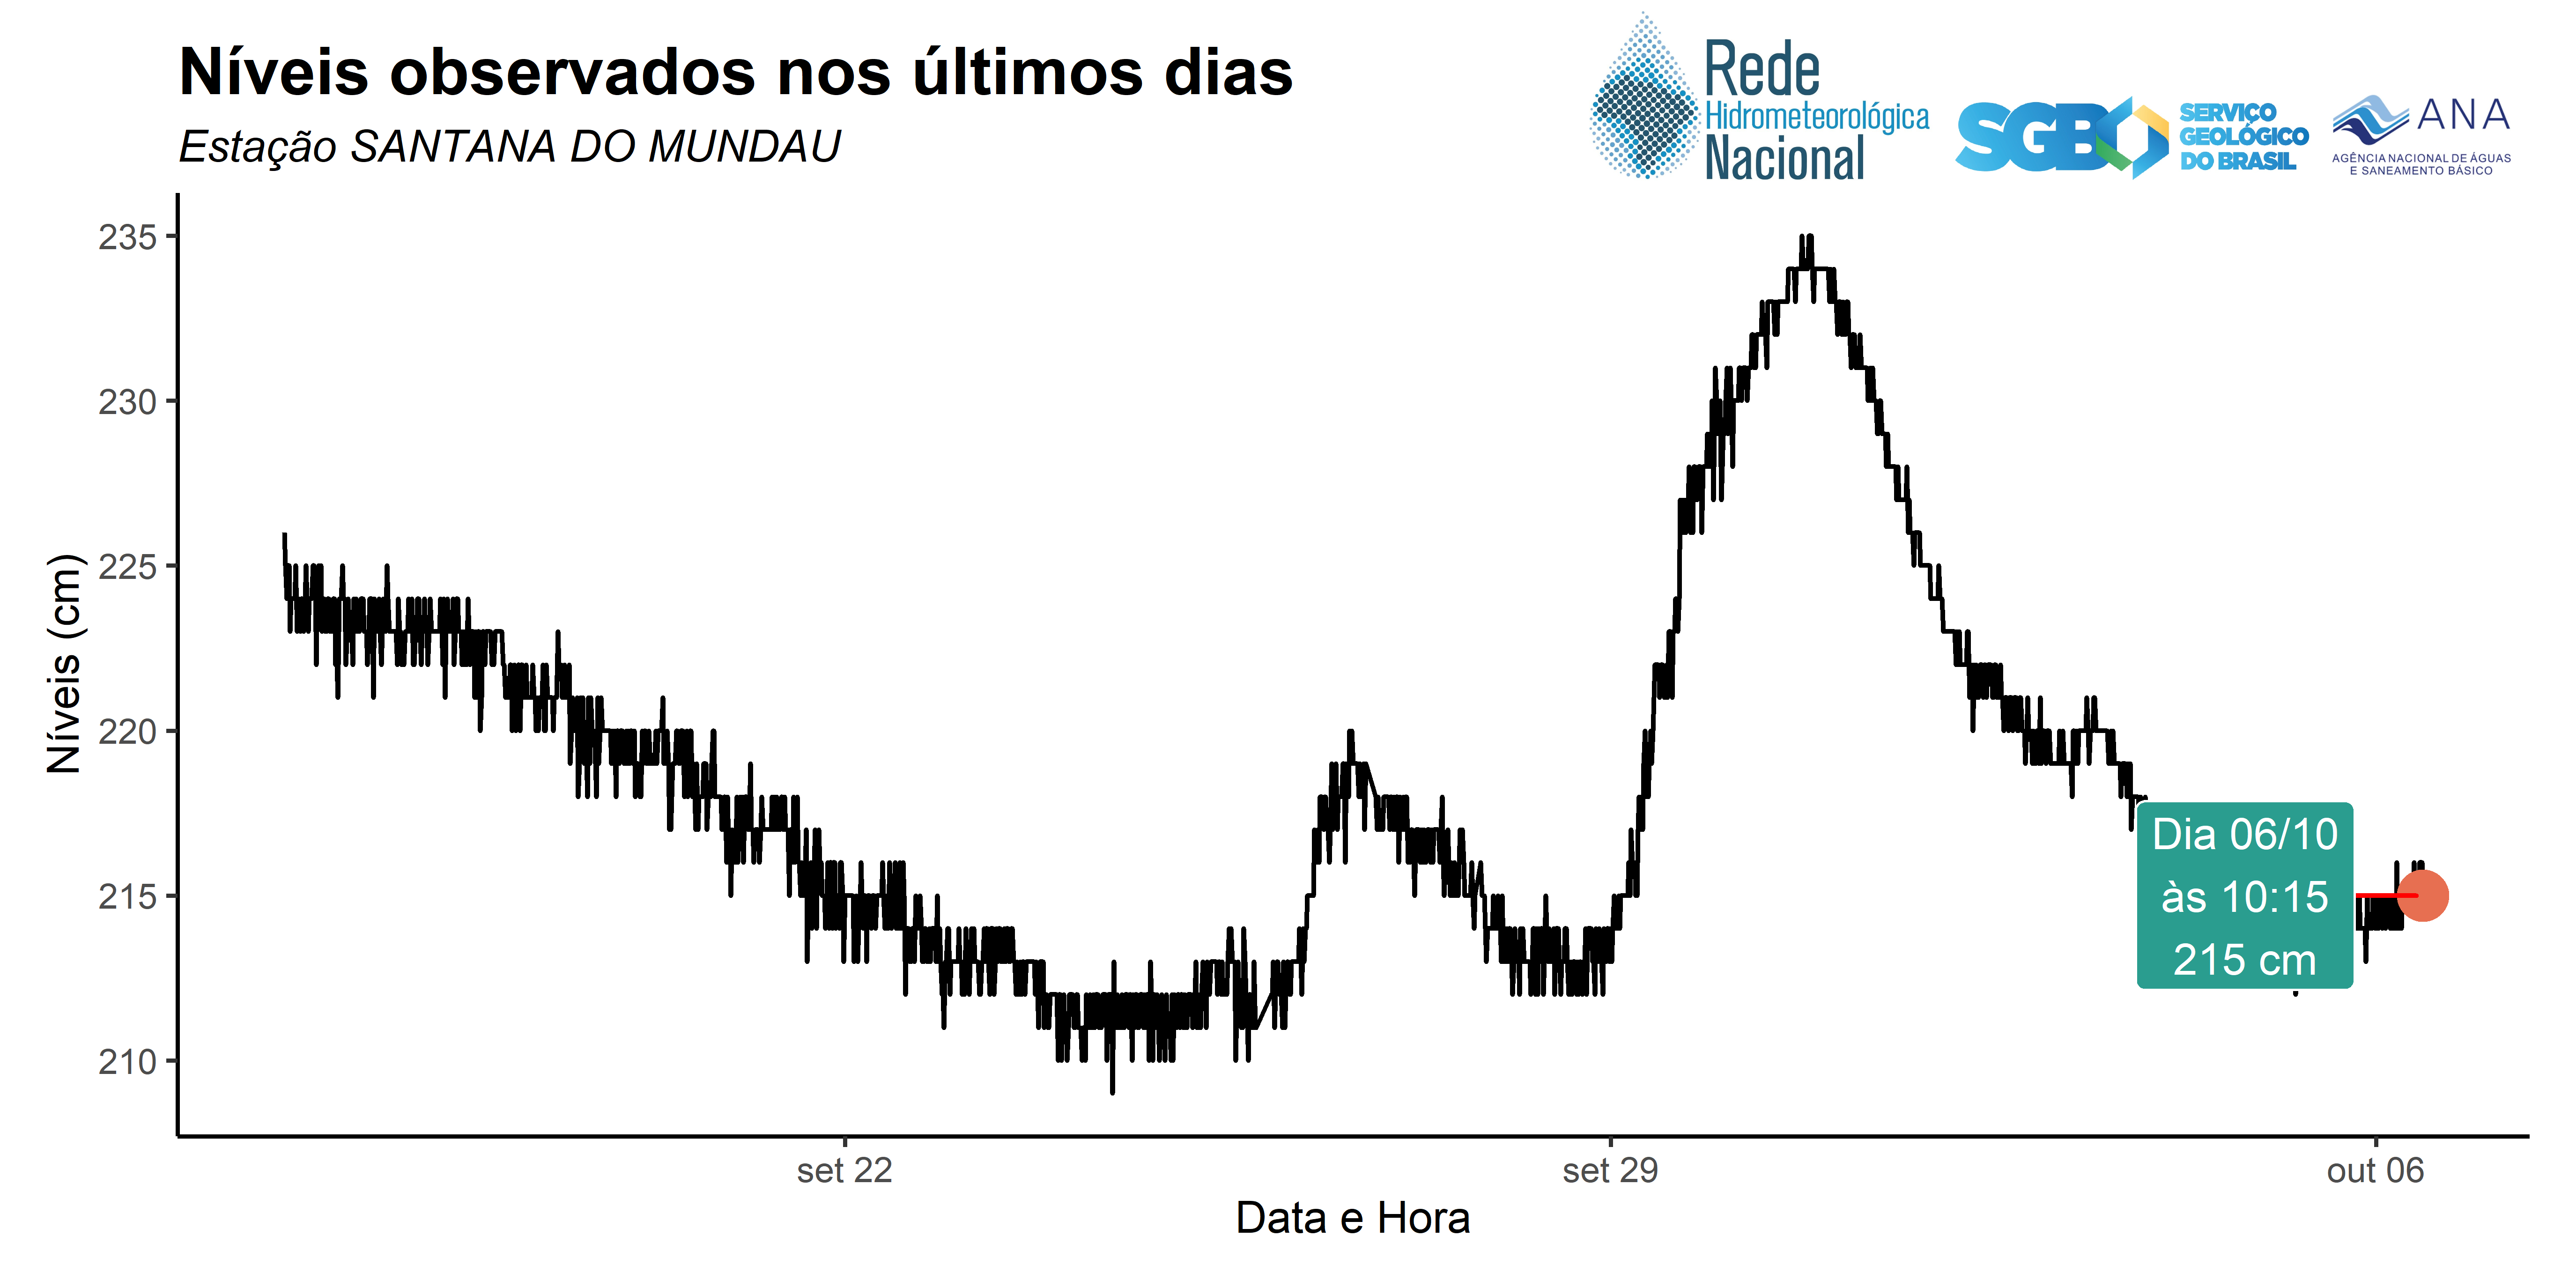 Níveis observados nos últimos dias
Estação SANTANA DO MUNDAU
Rede
Hidrometeorológica
Nacional
SGB
SERVIÇO
GEOLÓGICO
DO BRASIL
ANA
AGÊNCIA NACIONAL DE ÁGUAS
E SANEAMENTO BÁSICO
Níveis (cm)
235
230
225
220
215
210
Dia 06/10
às 10:15
215 cm
set 22
set 29
out 06
Data e Hora